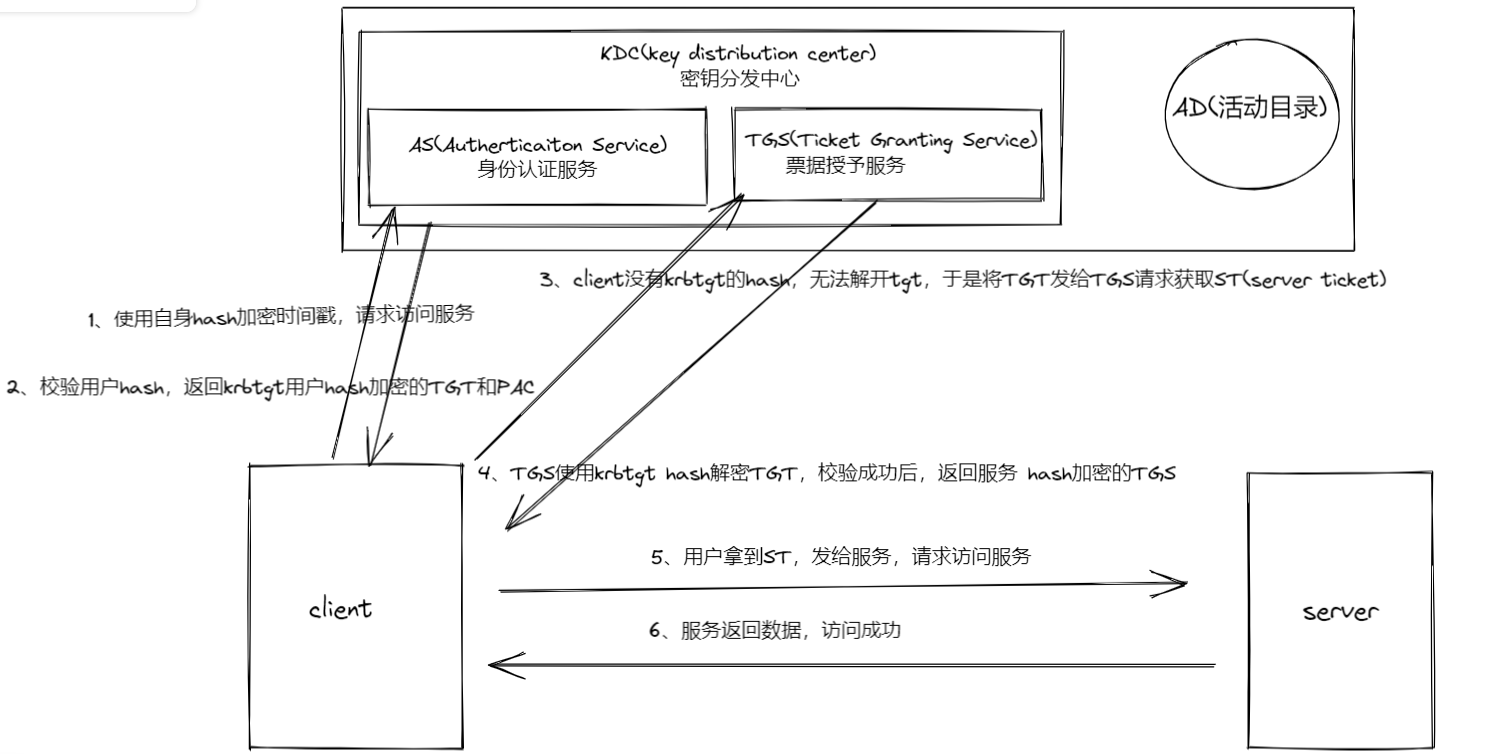 KDC(key distribution center)
密钥分发中心
AD(活动目录)
AS(Autherticaiton Service)
身份认证服务
TGS(Ticket Granting Service)
票据授予服务
3、client没有krbtgt的hash，无法解开tgt，于是将TGT发给TGS请求获取ST(server ticket)
1、使用自身hash加密时间戳，请求访问服务
2、校验用户hash，返回krbtgt用户hash加密的TGT和PAC
4、TGS使用krbtgt hash解密TGT，校验成功后，返回服务 hash加密的TGS
5、用户拿到ST，发给服务，请求访问服务
client
server
6、服务返回数据，访问成功